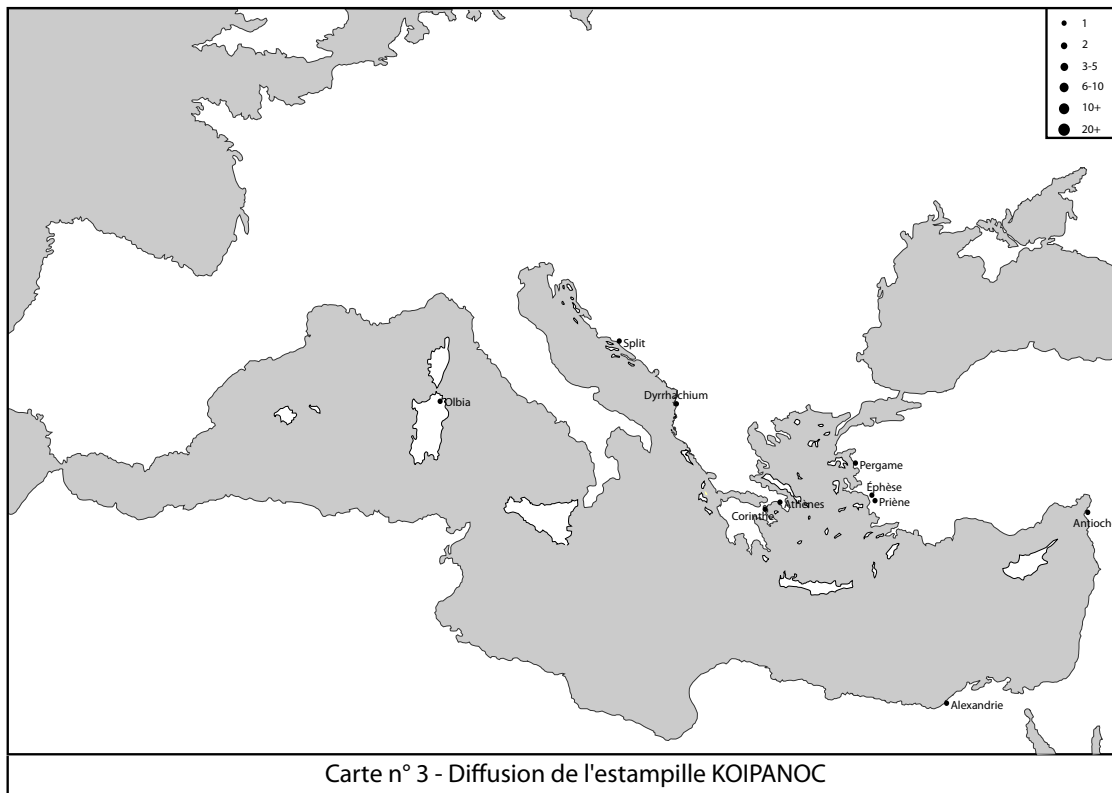 1
2
3-5
6-10
10+
20+
Split
Dyrrhachium
Olbia
Pergame
Éphèse
Priène
Athènes
Corinthe
Antioch
Alexandrie
Carte n° 3 - Diffusion de l'estampille KOIPANOC